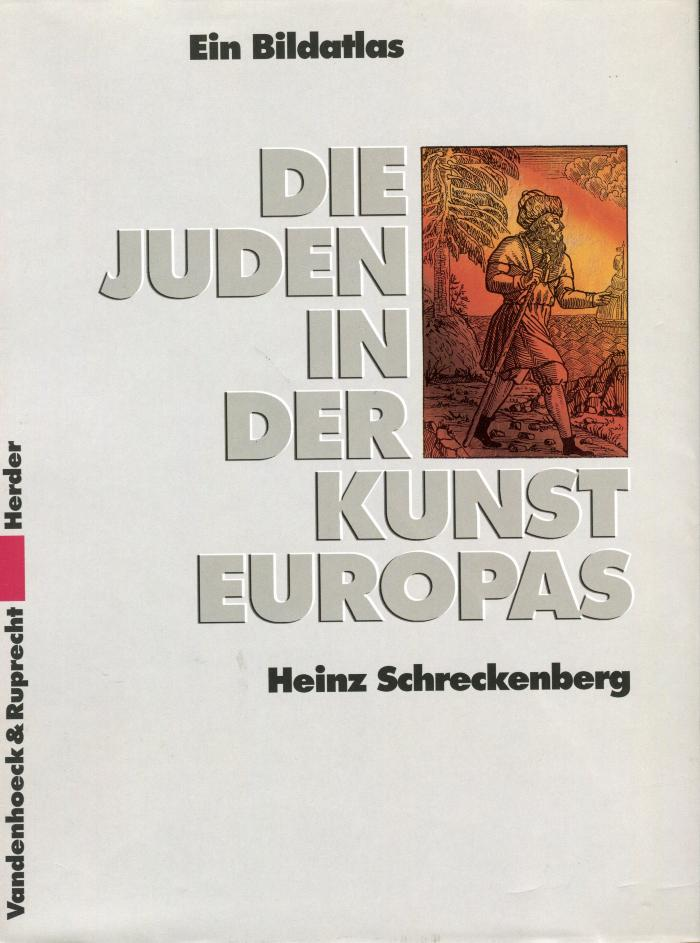 Ein Bildatlas
DIE
JUDEN
IN
DER
KUNST
EUROPAS
Heinz Schreckenberg
Vandenhoeck & Ruprecht
Herder